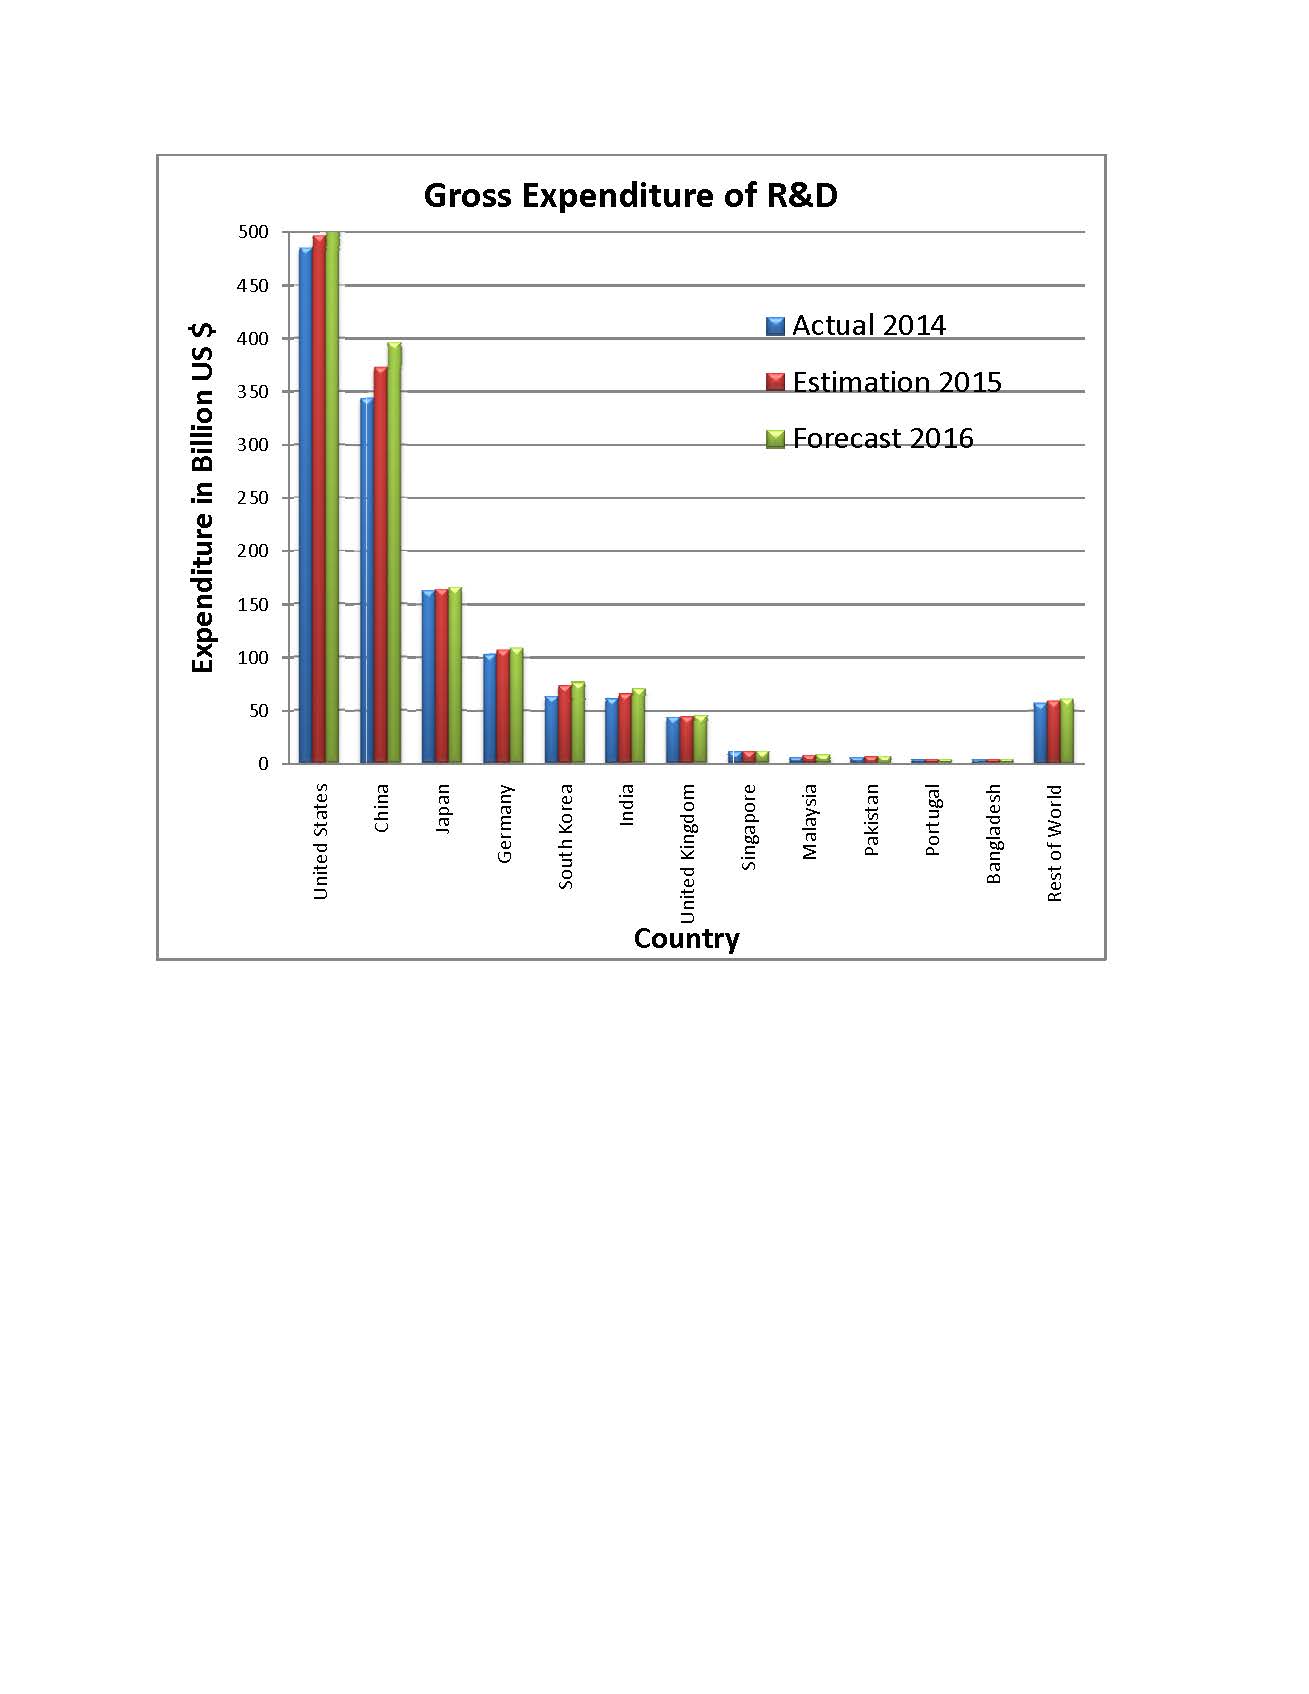 Gross Expenditure of R&D
500
450
400
350
300
250
200
150
100
50
0
Expenditure in Billion US $
Actual 2014
Estimation 2015
Forecast 2016
United States
China
Japan
Germany
South Korea
India
United Kingdom
Singapore
Malaysia
Pakistan
Portugal
Bangladesh
Rest of World
Country